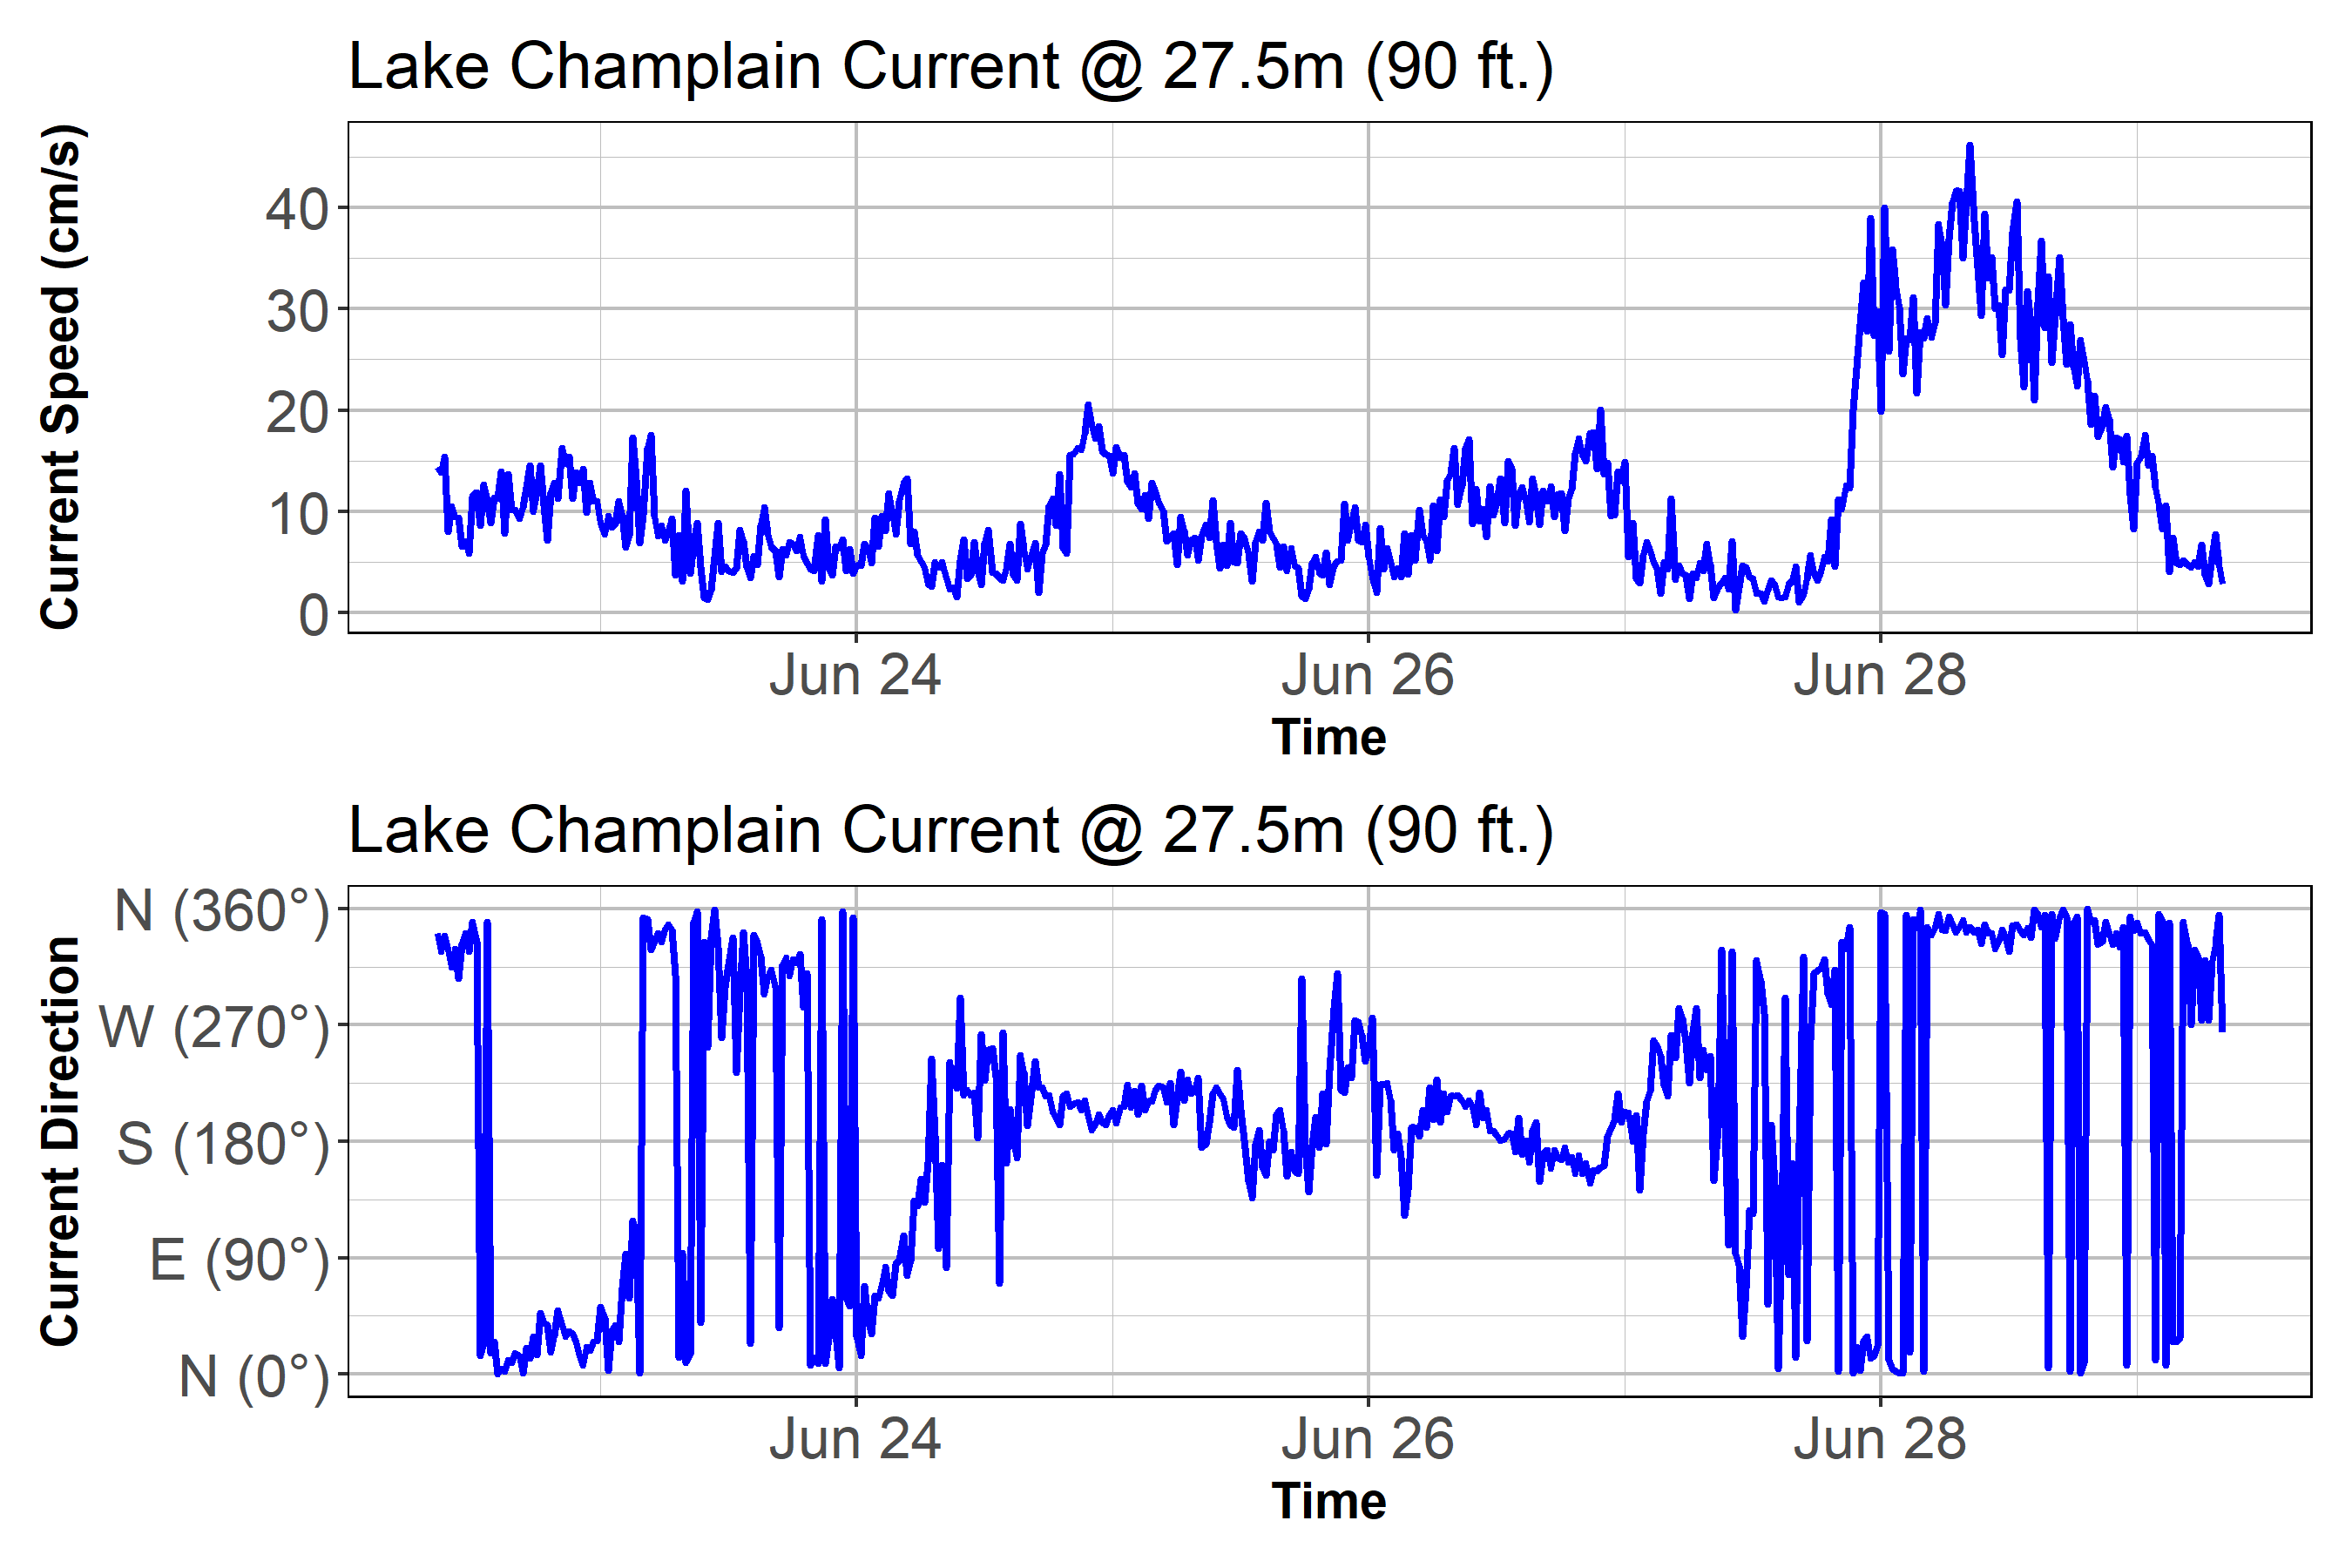 Lake Champlain Current @ 27.5m (90 ft.)
Current Speed (cm/s)
40
30
20
10
0
Jun 24 Jun 26 Jun 28
Time
Lake Champlain Current @ 27.5m (90 ft.)
Current Direction
N (360°)
W (270°)
S (180°)
E (90°)
N (0°)
Jun 24 Jun 26 Jun 28
Time